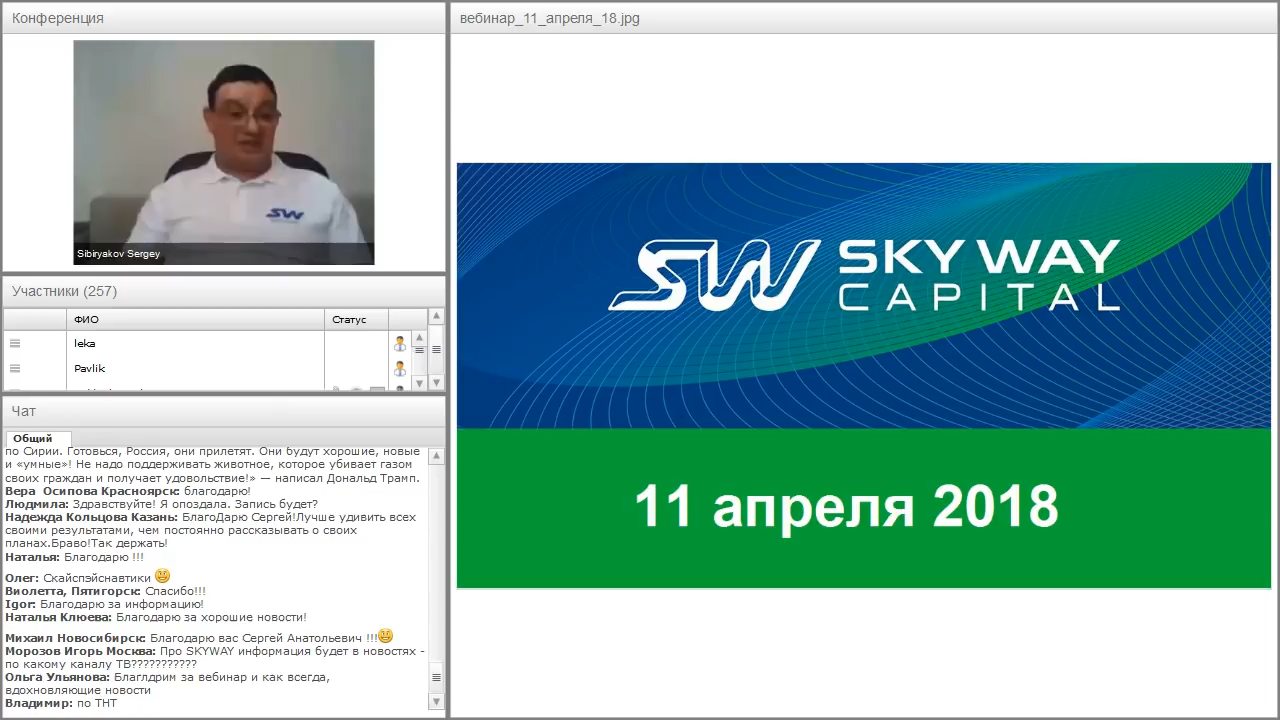 Конференция
Sibiryakov Sergey
SW
Участники (257)
ФИО
Статус
leka
Pavlik
Чат
Общий
по Сирии. Готовься, Россия, они прилетят. Они будут хорошие, новые
и «умные»! Не надо поддерживать животное, которое убивает газом
своих граждан и получает удовольствие!» — написал Дональд Трамп.
Вера Осипова Красноярск: благодарю!
Людмила: Здравствуйте! Я опоздала. Запись будет?
Надежда Кольцова Казань: БлагоДарю Сергей!Лучше удивить всех
своими результатами, чем постоянно рассказывать о своих
планах.Браво!Так держать!
Наталья: Благодарю !!!
Олег: Скайспэйснавтики
Виолетта, Пятигорск: Спасибо!!!
Igor: Благодарю за информацию!
Наталья Клюева: Благодарю за хорошие новости!
Михаил Новосибирск: Благодарю вас Сергей Анатольевич !!!
Морозов Игорь Москва: Про SKYWAY информация будет в новостях -
по какому каналу ТВ???????????
Ольга Ульянова: Благлдрим за вебинар и как всегда,
вдохновляющие новости
Владимир: по ТНТ
вебинар_11_апреля_18.jpg
SW SKY WAY
CAPITAL
11 апреля 2018